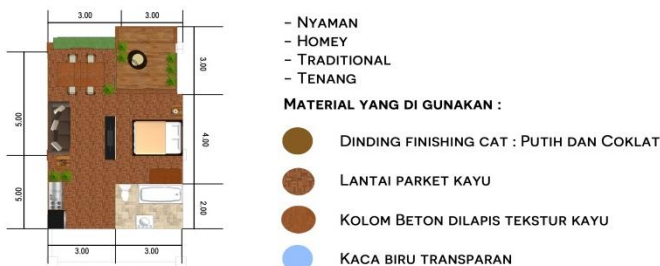 3.00 3.00
3.00
5.00
4.00
5.00
2.00
3.00 3.00
- NYAMAN
- HOMEY
- TRADITIONAL
- TENANG
MATERIAL YANG DI GUNAKAN :
DINDING FINISHING CAT : PUTIH DAN COKLAT
LANTAI PARKET KAYU
KOLOM BETON DILAPIS TEKSTUR KAYU
KACA BIRU TRANSPARAN